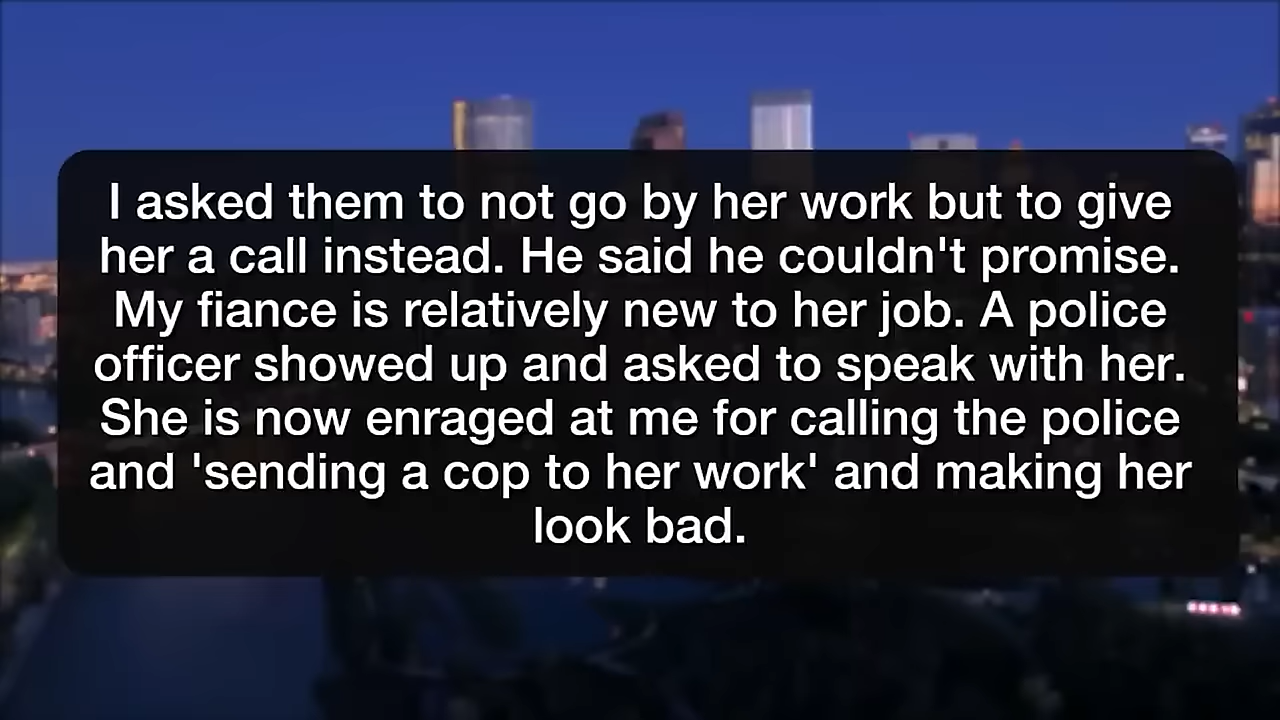 I asked them to not go by her work but to give
her a call instead. He said he couldn't promise.
My fiance is relatively new to her job. A police
officer showed up and asked to speak with her.
She is now enraged at me for calling the police
and 'sending a cop to her work' and making her
look bad.